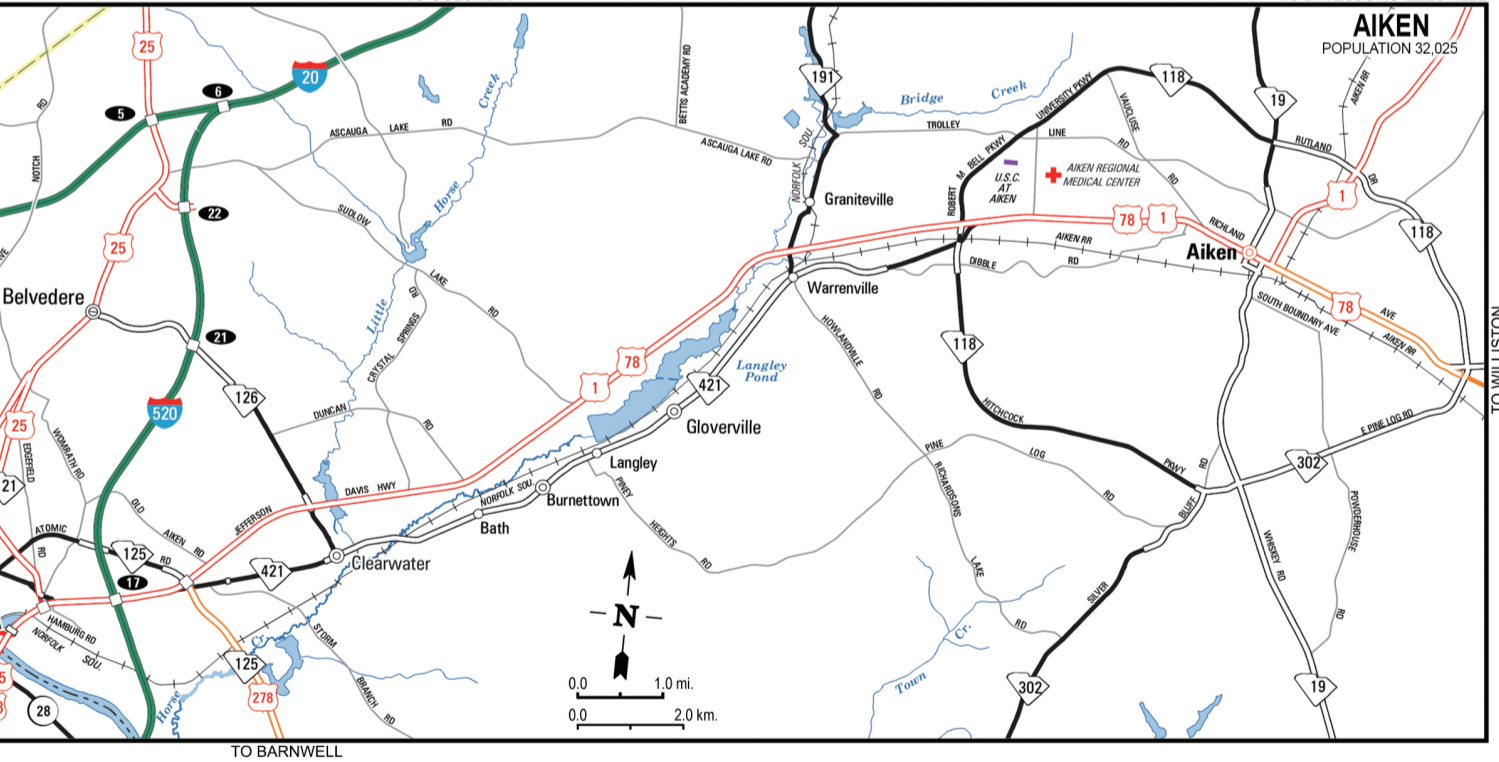 AIKEN
POPULATION 32,025
25
20
6
5
191
118
19
AIKEN RR
RD
NOTCH
ASCAUGA LAKE RD
BETTIS ACADEMY RD
ASCAUGA LAKE RD
Creek
Horse
Little
Bridge Creek
TROLLEY LINE RD
UNIVERSITY PKWY
VAUCLUSE
RD
RUTLAND
DR
NORFOLK SOU.
ROBERT M BELL PKWY
U.S.C.
AT
AIKEN
AIKEN REGIONAL
MEDICAL CENTER
Graniteville
22
SUDLOW
LAKE
RD
25
78
1
RICHLAND
1
118
Aiken
AIKEN RR
DIBBLE RD
Belvedere
21
Warrenville
CRYSTAL SPRINGS RD
HOWLANDVILLE
RD
SOUTH BOUNDARY AVE
78
AVE
AIKEN RR
TO WILLISTON
118
78
1
Langley
Pond
421
126
520
25
DUNCAN
RD
Gloverville
HITCHCOCK
PKWY
E PINE LOG RD
302
PINE LOG RD
Langley
EDGEFIELD
RD
WOMRATH RD
21
Burnettown
NORFOLK SOU.
JEFFERSON DAVIS HWY
Bath
PINEY
HEIGHTS
RD
RICHARDSONS
LAKE
RD
BLUFF
RD
SILVER
WHISKEY RD
POWDERHOUSE
RD
OLD
AIKEN
RD
ATOMIC
RD
125
421
Clearwater
17
HAMBURG RD
NORFOLK
SOU.
N
Town Cr.
STORM
BRANCH
RD
125
278
Horse
Cr.
28
302
19
0.0 1.0 mi.
0.0 2.0 km.
TO BARNWELL